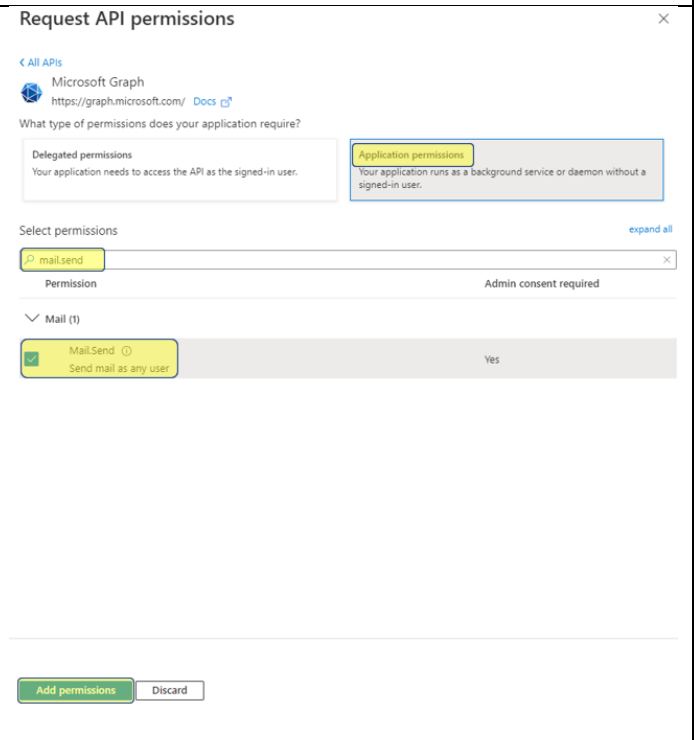 Request API permissions
All APIs
Microsoft Graph
https://graph.microsoft.com/ Docs
What type of permissions does your application require?
Delegated permissions
Your application needs to access the API as the signed-in user.
Application permissions
Your application runs as a background service or daemon without a
signed-in user.
Select permissions
expand all
mail.send
Permission
Admin consent required
Mail (1)
Mail.Send
Send mail as any user
Yes
Add permissions
Discard